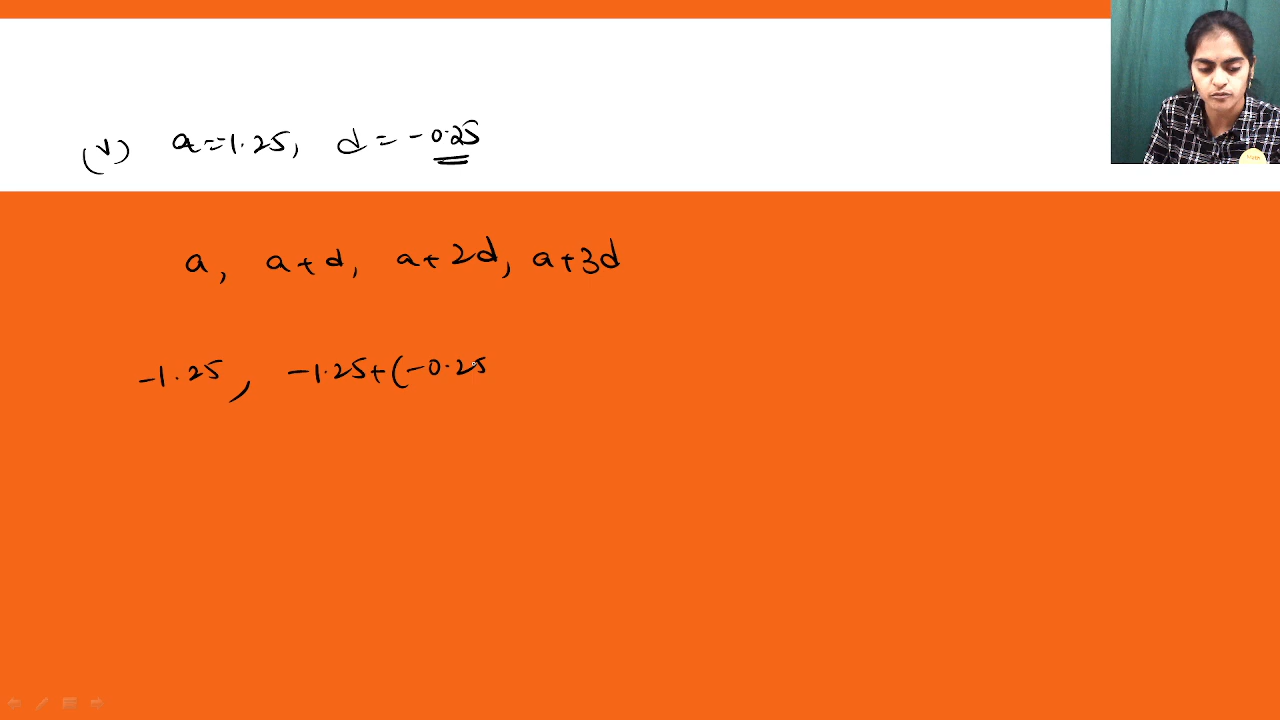 (v) a=-1.25, d = -0.25
a, a+d, a+2d, a+3d
-1.25, -1.25+(-0.25